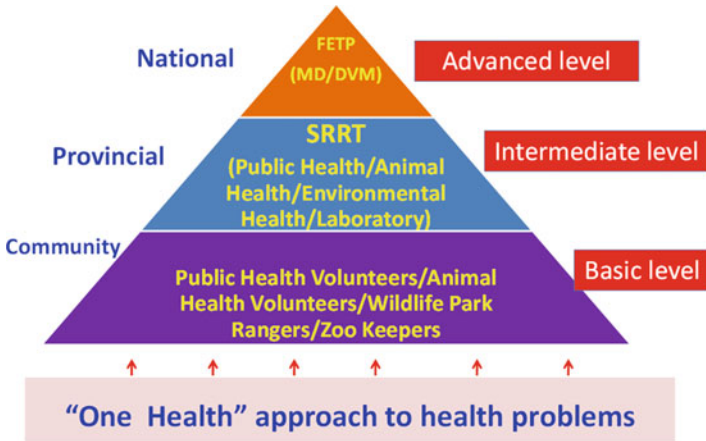 National
FETP
(MD/DVM)
Advanced level
Provincial
SRRT
(Public Health/Animal
Health/Environmental
Health/Laboratory)
Intermediate level
Community
Public Health Volunteers/Animal
Health Volunteers/Wildlife Park
Rangers/Zoo Keepers
Basic level
“One Health” approach to health problems